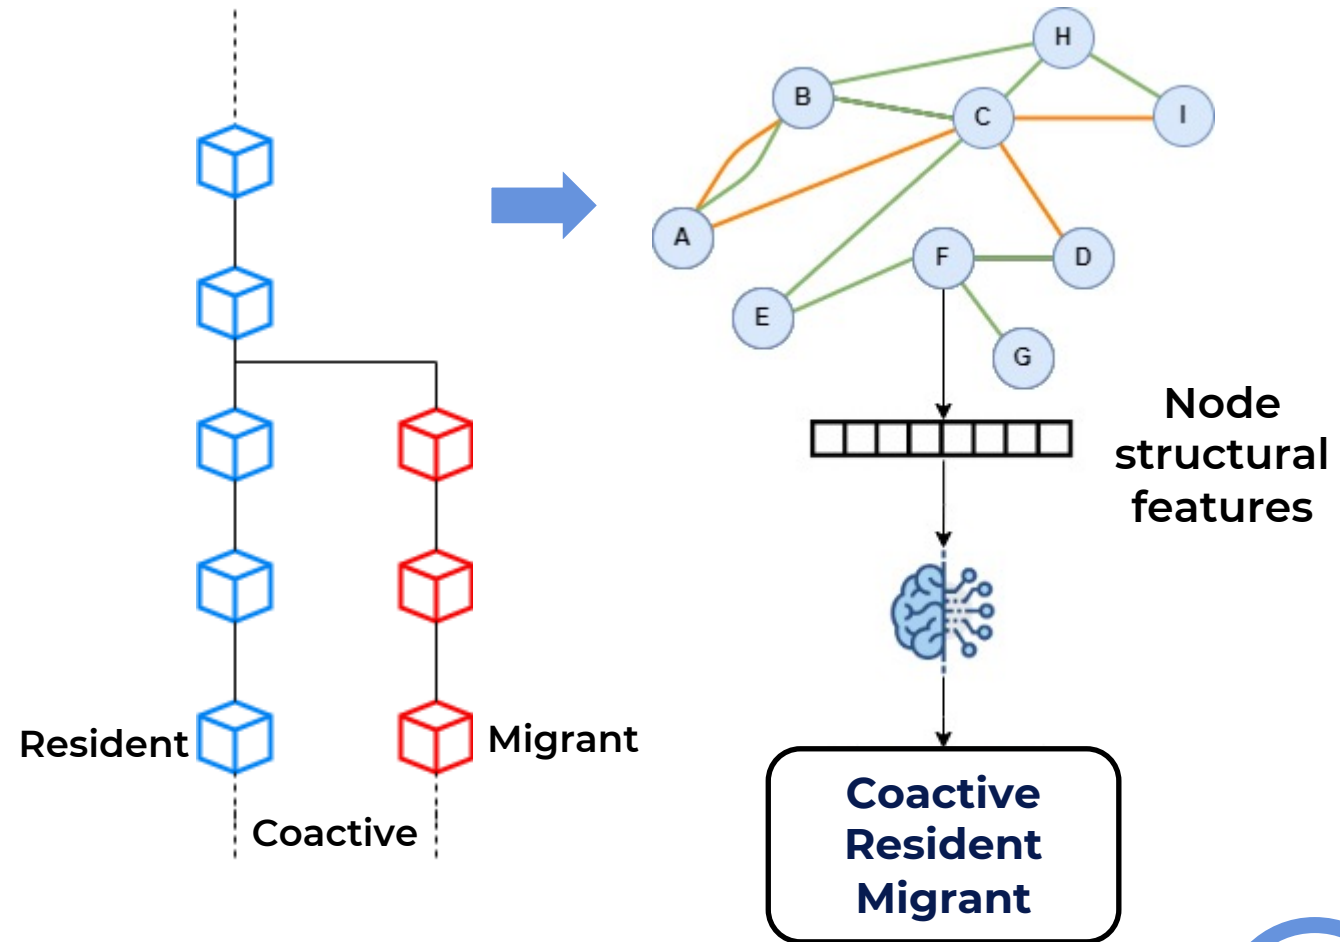 Resident
Migrant
Coactive
H
B
C
I
A
F
D
E
G
Node
structural
features
Coactive
Resident
Migrant